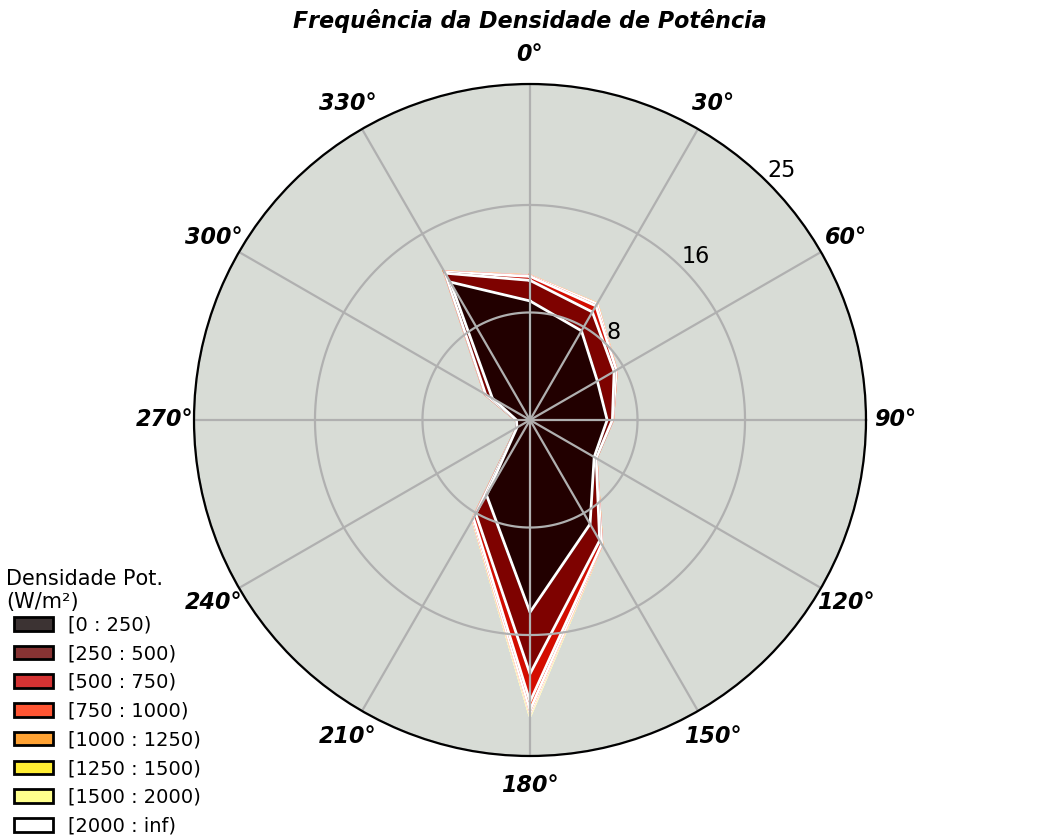 Frequência da Densidade de Potência
0°
330°
30°
25
300°
60°
16
8
270°
90°
240°
120°
210°
150°
180°
Densidade Pot.
(W/m²)
[0 : 250)
[250 : 500)
[500 : 750)
[750 : 1000)
[1000 : 1250)
[1250 : 1500)
[1500 : 2000)
[2000 : inf)